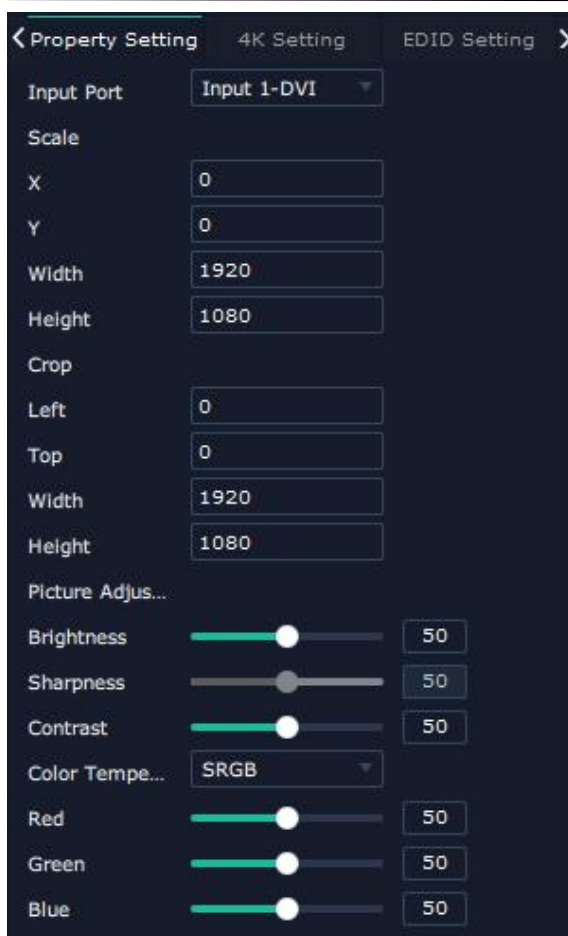 Property Setting 4K Setting EDID Setting
Input Port Input 1-DVI
Scale
X 0
Y 0
Width 1920
Height 1080
Crop
Left 0
Top 0
Width 1920
Height 1080
Picture Adjus...
Brightness 50
Sharpness 50
Contrast 50
Color Tempe... SRGB
Red 50
Green 50
Blue 50